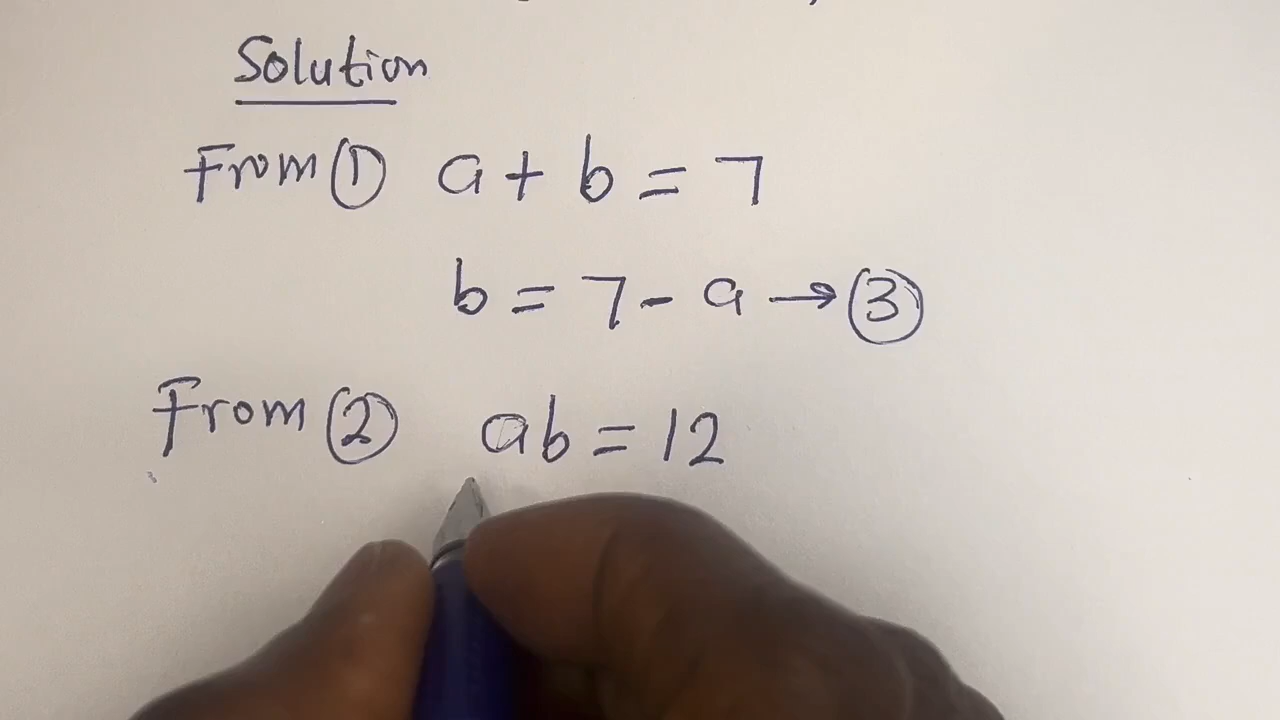 Solution
From ① a + b = 7
b = 7 - a → ③
From ② ab = 12